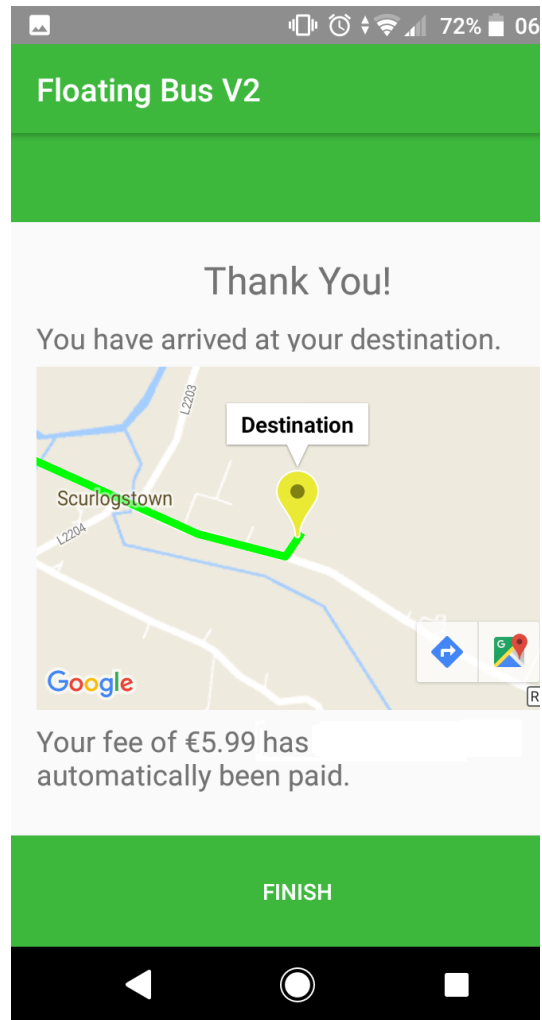 72% 06
Floating Bus V2
Thank You!
You have arrived at your destination.
L2203
Destination
Scurlogstown
L2204
G
Google
R
Your fee of €5.99 has
automatically been paid.
FINISH